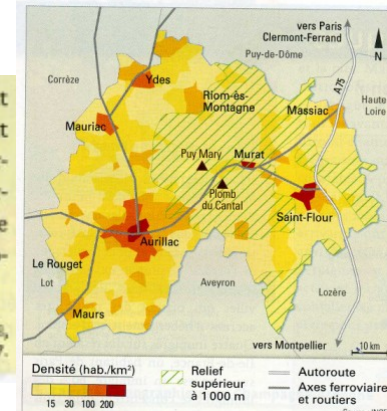 vers Paris
Clermont-Ferrand
Puy-de-Dôme
N
A75
Corrèze
Ydes
Riom-ès-
Montagne
Massiac
Haute
Loire
Mauriac
Puy Mary
Murat
Plomb
du Cantal
Saint-Flour
Aurillac
Le Rouget
Lot
Aveyron
Lozère
Maurs
vers Montpellier
10 km
Densité (hab./km²)
15 30 100 200
Relief
supérieur
à 1 000 m
Autoroute
Axes ferroviaires
et routiers